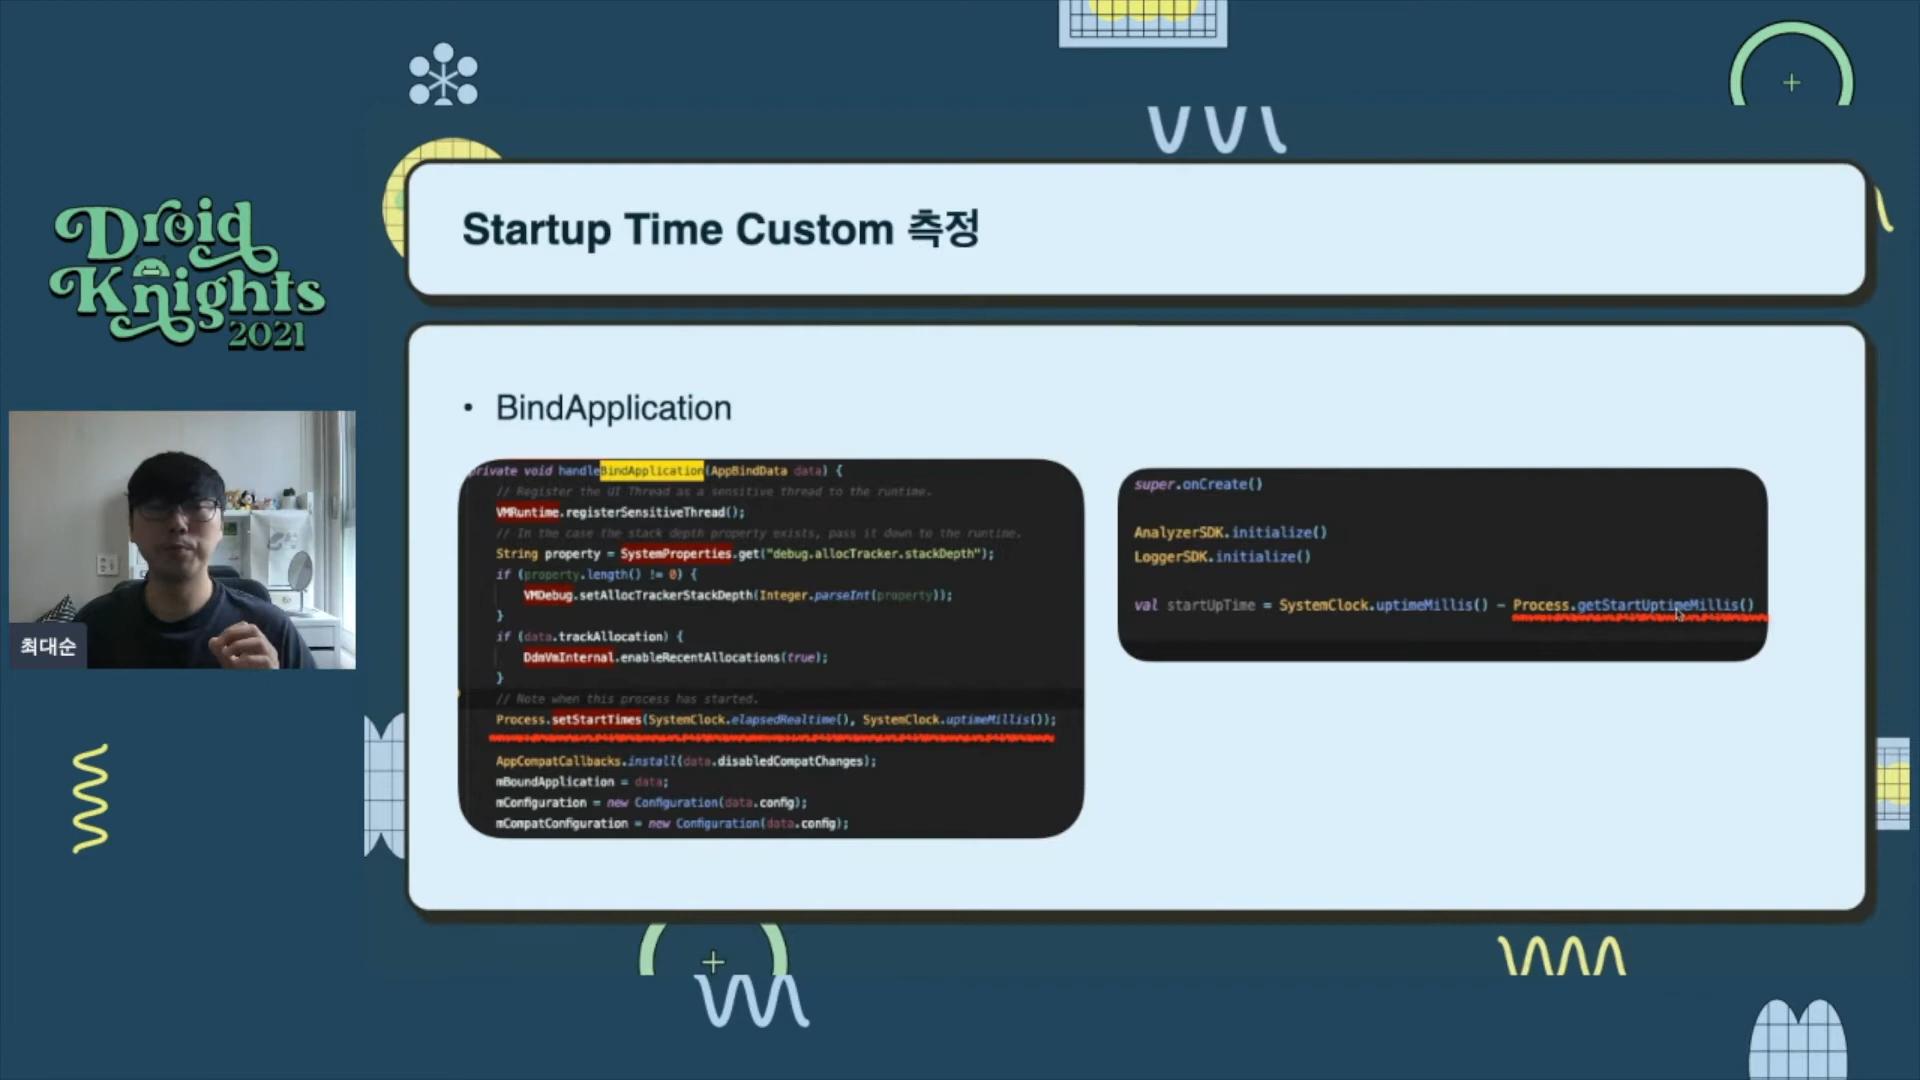 Droid
Knights
2021
최대순
Startup Time Custom 측정
• BindApplication
private void handleBindApplication(AppBindData data) {
// Register the UI Thread as a sensitive thread to the runtime.
VMRuntime.registerSensitiveThread();
// In the case the stack depth property exists, pass it down to the runtime.
String property = SystemProperties.get("debug.allocTracker.stackDepth");
if (property.length() != 0) {
VMDebug.setAllocTrackerStackDepth(Integer.parseInt(property));
}
if (data.trackAllocation) {
DdmVmInternal.enableRecentAllocations(true);
}
// Note when this process has started.
Process.setStartTimes(SystemClock.elapsedRealtime(), SystemClock.uptimeMillis());
AppCompatCallbacks.install(data.disabledCompatChanges);
mBoundApplication = data;
mConfiguration = new Configuration(data.config);
mCompatConfiguration = new Configuration(data.config);
super.onCreate()
AnalyzerSDK.initialize()
LoggerSDK.initialize()
val startUpTime = SystemClock.uptimeMillis() - Process.getStartUptimeMillis()